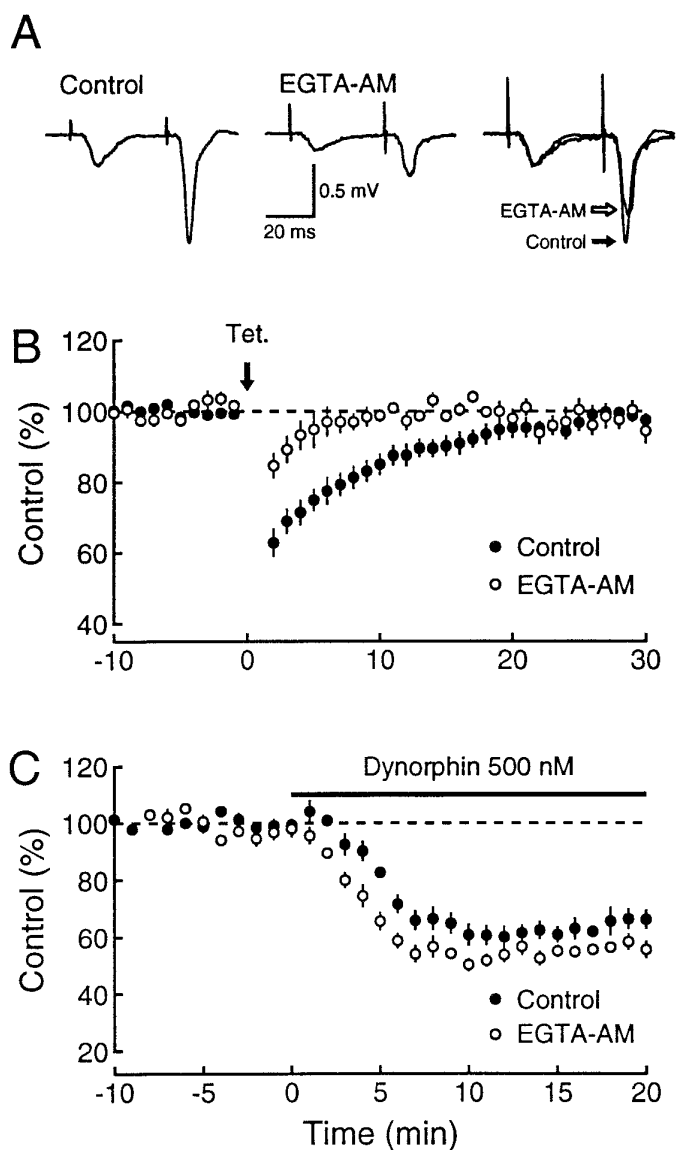 A
Control
EGTA-AM
0.5 mV
20 ms
EGTA-AM
Control
B
Tet.
120
100
80
60
40
Control (%)
Control
EGTA-AM
-10 0 10 20 30
C
Dynorphin 500 nM
120
100
80
60
40
20
Control (%)
Control
EGTA-AM
-10 -5 0 5 10 15 20
Time (min)